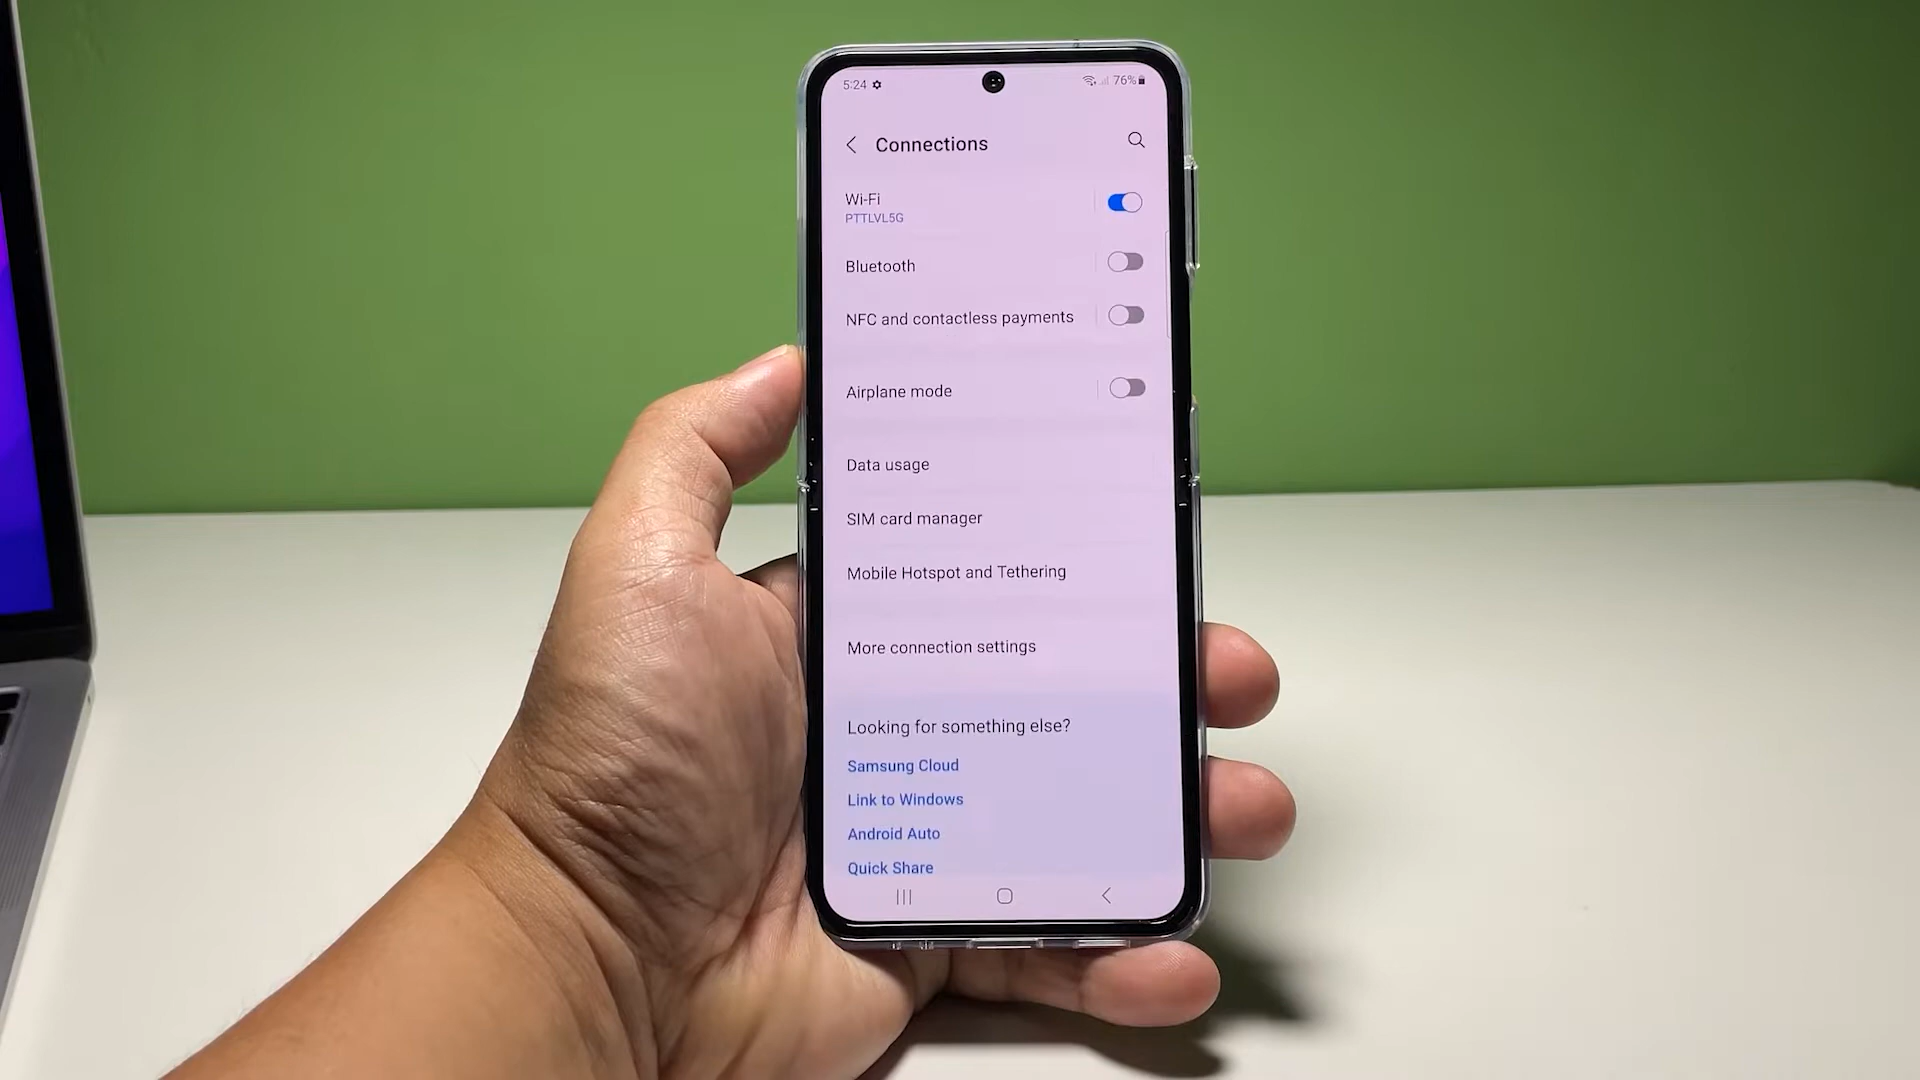 5:24 76%
Connections
Wi-Fi
PTTLVL5G
Bluetooth
NFC and contactless payments
Airplane mode
Data usage
SIM card manager
Mobile Hotspot and Tethering
More connection settings
Looking for something else?
Samsung Cloud
Link to Windows
Android Auto
Quick Share